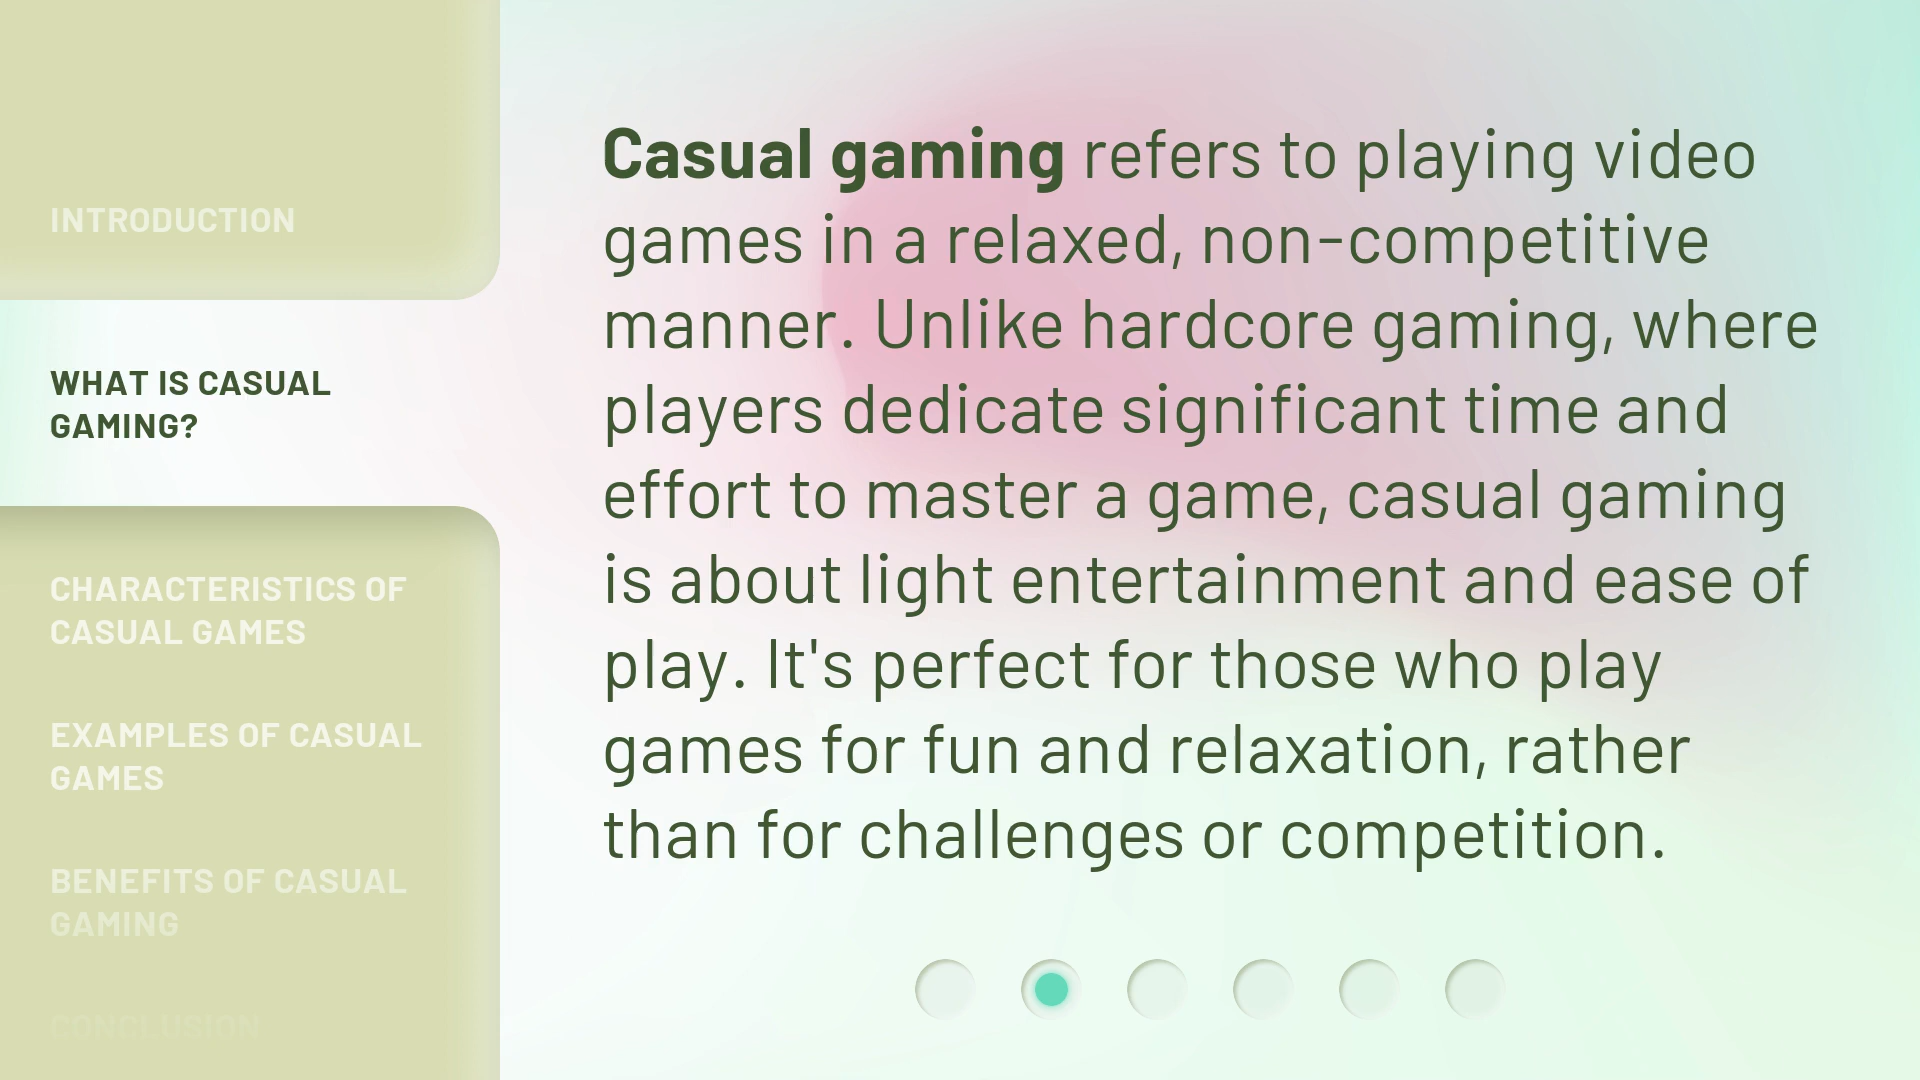 INTRODUCTION
WHAT IS CASUAL
GAMING?
CHARACTERISTICS OF
CASUAL GAMES
EXAMPLES OF CASUAL
GAMES
BENEFITS OF CASUAL
GAMING
CONCLUSION
Casual gaming refers to playing video
games in a relaxed, non-competitive
manner. Unlike hardcore gaming, where
players dedicate significant time and
effort to master a game, casual gaming
is about light entertainment and ease of
play. It's perfect for those who play
games for fun and relaxation, rather
than for challenges or competition.